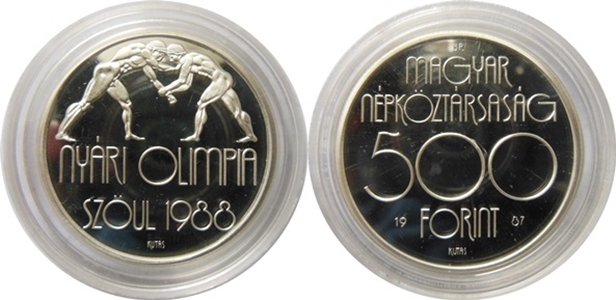 NYÁRI OLIMPIA
SZÖUL 1988
KUTAS
BP.
MAGYAR
NÉPKÖZTÁRSASÁG
500
19 FORINT 87
KUTAS